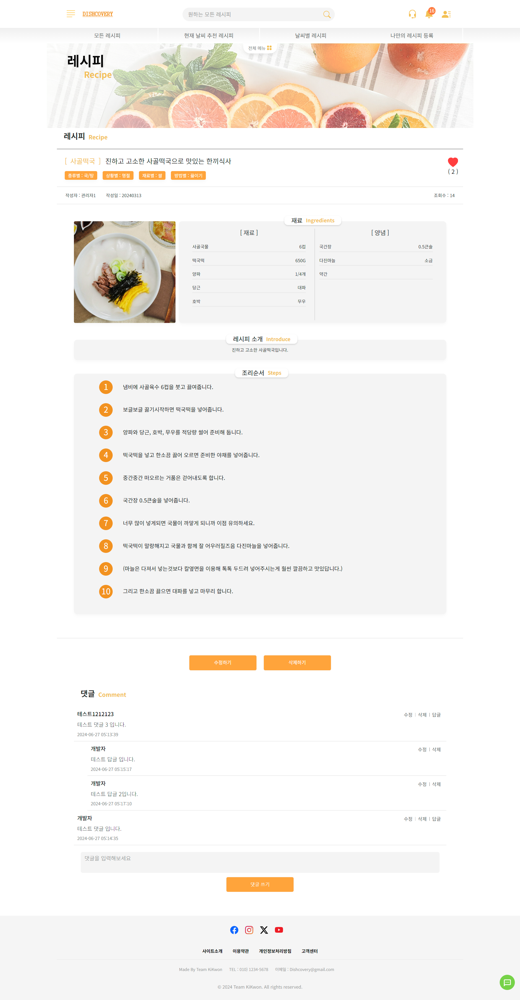 DISHCOVERY
원하는 모든 레시피
16
모든 레시피
현재 날씨 추천 레시피
날씨별 레시피
나만의 레시피 등록
전체 메뉴
레시피
Recipe
레시피 Recipe
[ 사골떡국 ] 진하고 고소한 사골떡국으로 맛있는 한끼식사
( 2 )
종류별 : 국/탕
상황별 : 명절
재료별 : 쌀
방법별 : 끓이기
작성자 : 관리자1
작성일 : 20240313
조회수 : 14
재료 Ingredients
[ 재료 ]
사골국물 6컵
떡국떡 650G
양파 1/4개
당근 대파
호박 무우
[ 양념 ]
국간장 0.5큰술
다진마늘 소금
약간
레시피 소개 Introduce
진하고 고소한 사골떡국입니다.
조리순서 Steps
1 냄비에 사골육수 6컵을 붓고 끓여줍니다.
2 보글보글 끓기시작하면 떡국떡을 넣어줍니다.
3 양파와 당근, 호박, 무우를 적당량 썰어 준비해 둡니다.
4 떡국떡을 넣고 한소끔 끓어 오르면 준비한 야채를 넣어줍니다.
5 중간중간 떠오르는 거품은 걷어내도록 합니다.
6 국간장 0.5큰술을 넣어줍니다.
7 너무 많이 넣게되면 국물이 까맣게 되니까 이점 유의하세요.
8 떡국떡이 말랑해지고 국물과 함께 잘 어우러질즈음 다진마늘을 넣어줍니다.
9 (마늘은 다져서 넣는것보다 칼옆면을 이용해 톡톡 두드려 넣어주시는게 훨씬 깔끔하고 맛있답니다.)
10 그리고 한소끔 끓으면 대파를 넣고 마무리 합니다.
수정하기
삭제하기
댓글 Comment
테스트1212123
수정 | 삭제 | 답글
테스트 댓글 3 입니다.
2024-06-27 05:13:39
개발자
수정 | 삭제
테스트 답글 입니다.
2024-06-27 05:15:17
개발자
수정 | 삭제
테스트 답글 2입니다.
2024-06-27 05:17:10
개발자
수정 | 삭제 | 답글
테스트 댓글 입니다.
2024-06-27 05:14:35
댓글을 입력해보세요
댓글 쓰기
사이트소개
이용약관
개인정보처리방침
고객센터
Made By Team KiKwon
TEL : 010) 1234-5678
이메일 : Dishcovery@gmail.com
© 2024 Team KiKwon. All rights reserved.